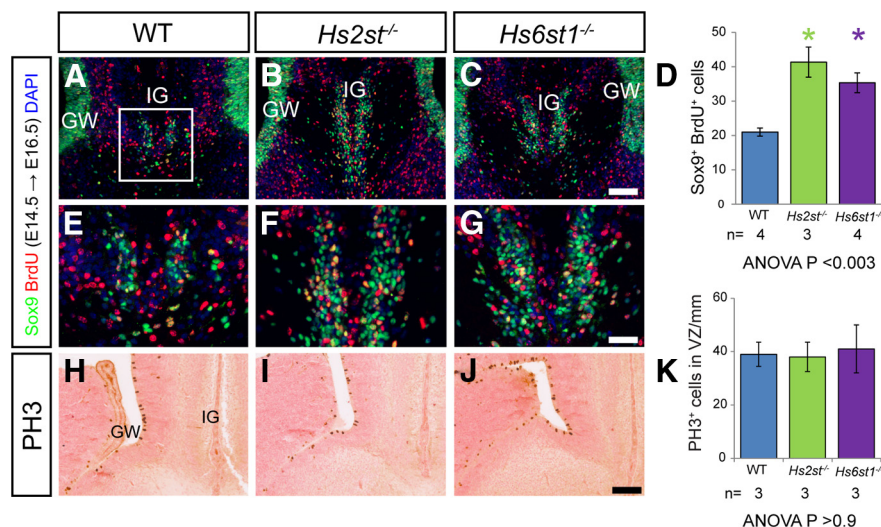 WT
Hs2st-/-
Hs6st1-/-
Sox9 BrdU (E14.5 → E16.5) DAPI
A
IG
GW
B
IG
C
IG
GW
E
F
G
PH3
H
GW
IG
I
J
D
Sox9+ BrdU+ cells
50
40
30
20
10
0
*
*
WT
Hs2st-/-
Hs6st1-/-
n= 4 3 4
ANOVA P <0.003
K
PH3+ cells in VZ/mm
60
40
20
0
WT
Hs2st-/-
Hs6st1-/-
n= 3 3 3
ANOVA P >0.9